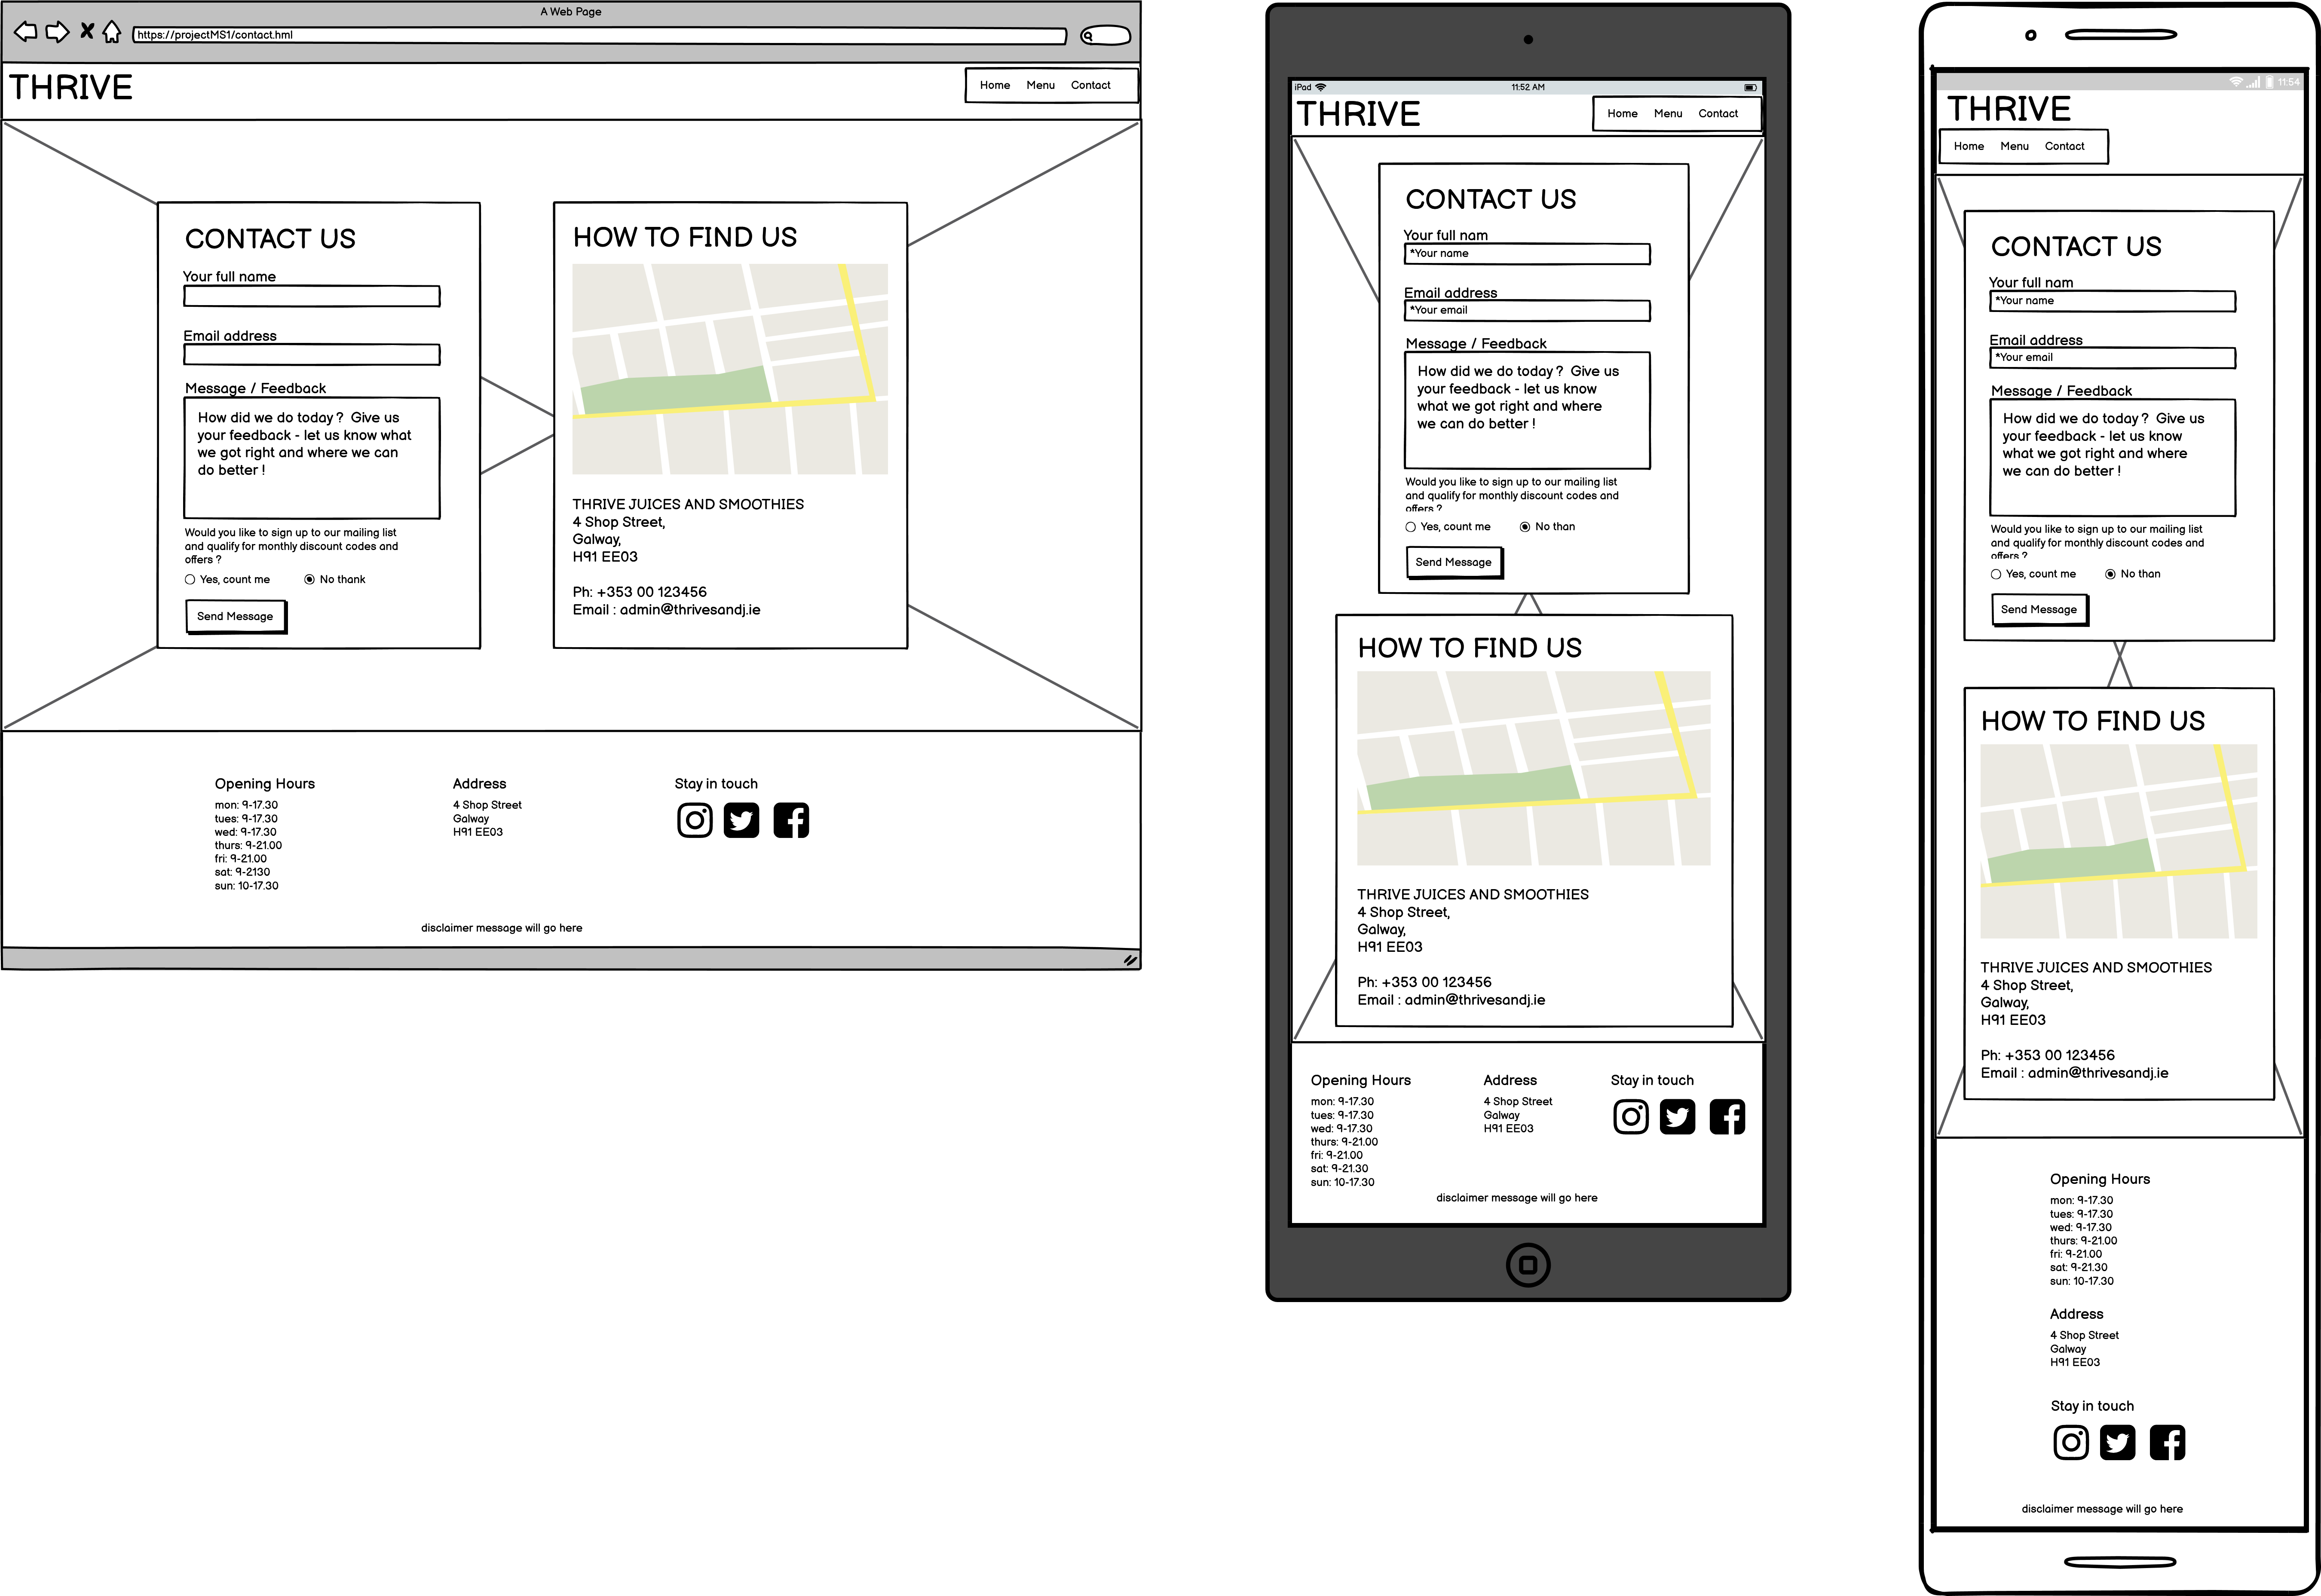 A Web Page
https://projectMS1/contact.hml
THRIVE
Home Menu Contact
CONTACT US
Your full name
Email address
Message / Feedback
How did we do today ? Give us
your feedback - let us know what
we got right and where we can
do better !
Would you like to sign up to our mailing list
and qualify for monthly discount codes and
offers ?
Yes, count me
No thank
Send Message
HOW TO FIND US
THRIVE JUICES AND SMOOTHIES
4 Shop Street,
Galway,
H91 EE03
Ph: +353 00 123456
Email : admin@thrivesandj.ie
Opening Hours
mon: 9-17.30
tues: 9-17.30
wed: 9-17.30
thurs: 9-21.00
fri: 9-21.00
sat: 9-2130
sun: 10-17.30
Address
4 Shop Street
Galway
H91 EE03
Stay in touch
disclaimer message will go here
iPad
11:52 AM
THRIVE
Home Menu Contact
CONTACT US
Your full nam
*Your name
Email address
*Your email
Message / Feedback
How did we do today ? Give us
your feedback - let us know
what we got right and where
we can do better !
Would you like to sign up to our mailing list
and qualify for monthly discount codes and
offers ?
Yes, count me
No than
Send Message
HOW TO FIND US
THRIVE JUICES AND SMOOTHIES
4 Shop Street,
Galway,
H91 EE03
Ph: +353 00 123456
Email : admin@thrivesandj.ie
Opening Hours
mon: 9-17.30
tues: 9-17.30
wed: 9-17.30
thurs: 9-21.00
fri: 9-21.00
sat: 9-21.30
sun: 10-17.30
Address
4 Shop Street
Galway
H91 EE03
Stay in touch
disclaimer message will go here
11:54
THRIVE
Home Menu Contact
CONTACT US
Your full nam
*Your name
Email address
*Your email
Message / Feedback
How did we do today ? Give us
your feedback - let us know
what we got right and where
we can do better !
Would you like to sign up to our mailing list
and qualify for monthly discount codes and
offers ?
Yes, count me
No than
Send Message
HOW TO FIND US
THRIVE JUICES AND SMOOTHIES
4 Shop Street,
Galway,
H91 EE03
Ph: +353 00 123456
Email : admin@thrivesandj.ie
Opening Hours
mon: 9-17.30
tues: 9-17.30
wed: 9-17.30
thurs: 9-21.00
fri: 9-21.00
sat: 9-21.30
sun: 10-17.30
Address
4 Shop Street
Galway
H91 EE03
Stay in touch
disclaimer message will go here